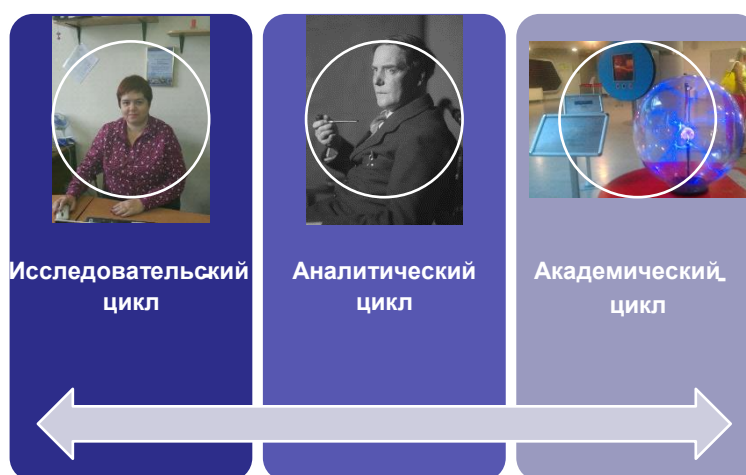 Исследовательский
цикл
Аналитический
цикл
Академический
цикл